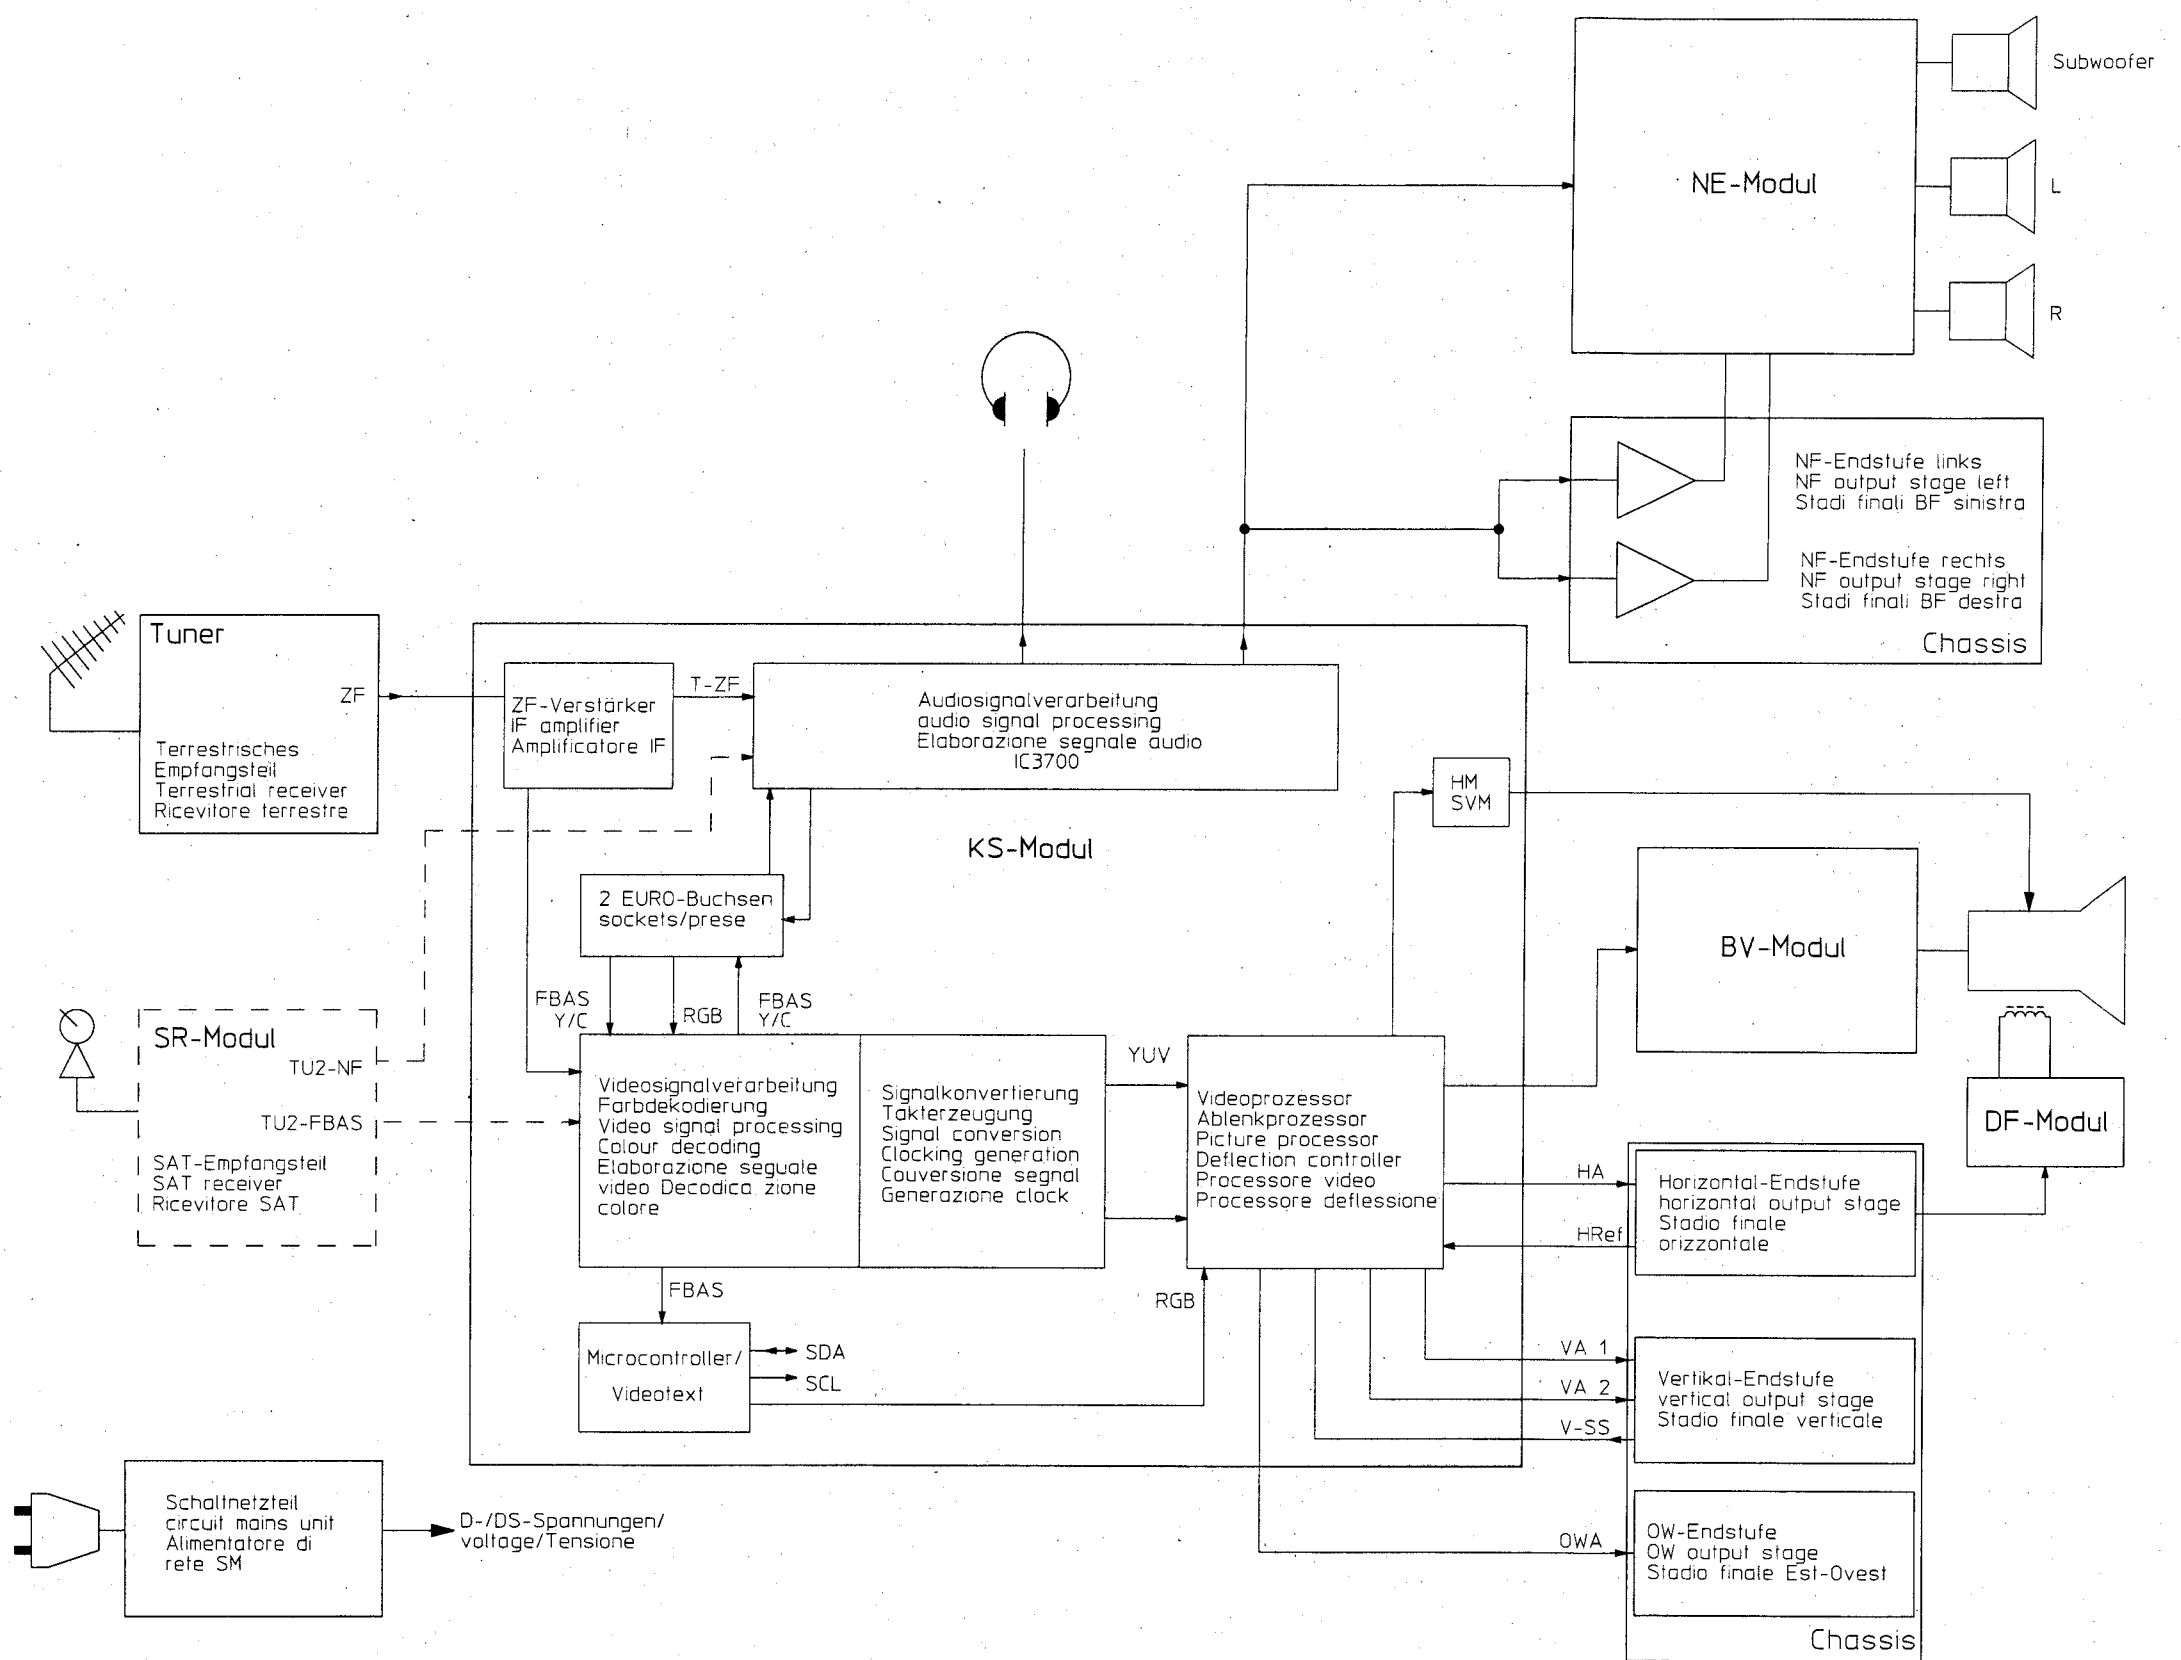 Subwoofer
NE-Modul
L
R
NF-Endstufe links
NF output stage left
Stadi finali BF sinistra
NF-Endstufe rechts
NF output stage right
Stadi finali BF destra
Chassis
Tuner
ZF
Terrestrisches
Empfangsteil
Terrestrial receiver
Ricevitore terrestre
ZF-Verstärker
IF amplifier
Amplificatore IF
T-ZF
Audiosignalverarbeitung
audio signal processing
Elaborazione segnale audio
IC3700
HM
SVM
KS-Modul
2 EURO-Buchsen
sockets/prese
BV-Modul
FBAS
Y/C
RGB
FBAS
Y/C
SR-Modul
TU2-NF
TU2-FBAS
SAT-Empfangsteil
SAT receiver
Ricevitore SAT
Videosignalverarbeitung
Farbdekodierung
Video signal processing
Colour decoding
Elaborazione seguale
video Decodica zione
colore
Signalkonvertierung
Takterzeugung
Signal conversion
Clocking generation
Couversione segnal
Generazione clock
YUV
Videoprozessor
Ablenkprozessor
Picture processor
Deflection controller
Processore video
Processore deflessione
DF-Modul
HA
HRef
Horizontal-Endstufe
horizontal output stage
Stadio finale
orizzontale
FBAS
RGB
Microcontroller/
Videotext
SDA
SCL
VA 1
VA 2
V-SS
Vertikal-Endstufe
vertical output stage
Stadio finale verticale
Schaltnetzteil
circuit mains unit
Alimentatore di
rete SM
D-/DS-Spannungen/
voltage/Tensione
OWA
OW-Endstufe
OW output stage
Stadio finale Est-Ovest
Chassis